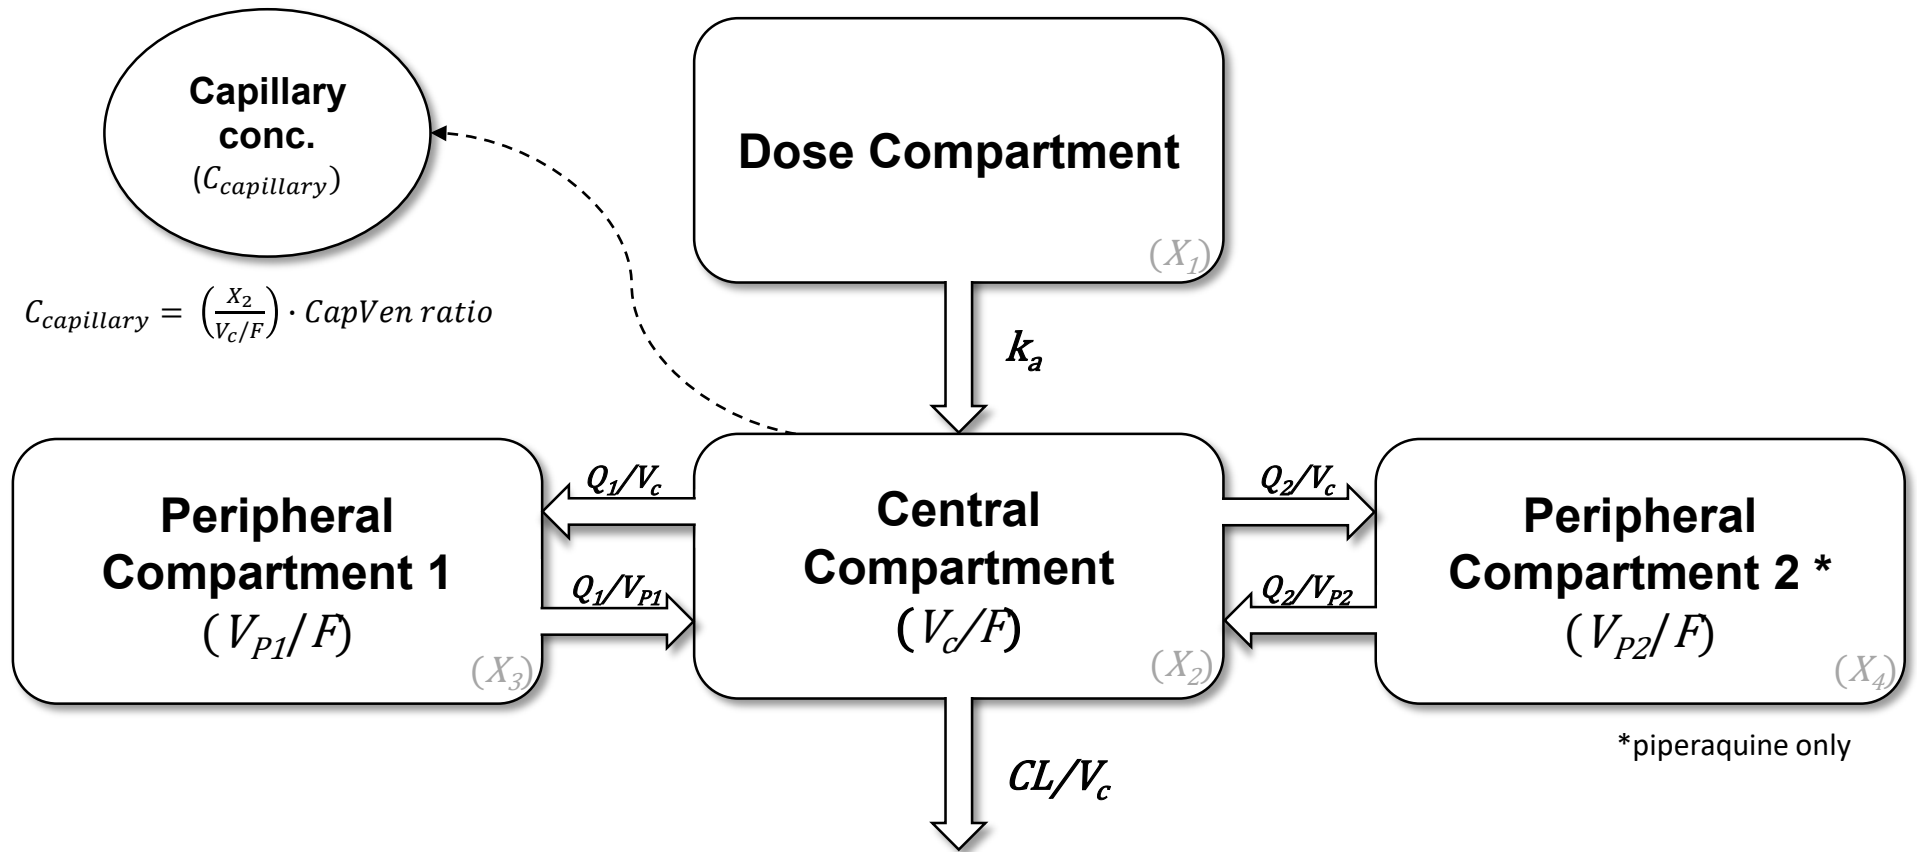 Capillary
conc.
(C_capillary)
C_capillary = (X_2 / V_c/F) · CapVen ratio
Dose Compartment
(X_1)
k_a
Peripheral
Compartment 1
(V_P1/F)
(X_3)
Q_1/V_c
Q_1/V_P1
Central
Compartment
(V_c/F)
(X_2)
Q_2/V_c
Q_2/V_P2
Peripheral
Compartment 2 *
(V_P2/F)
(X_4)
*piperaquine only
CL/V_c